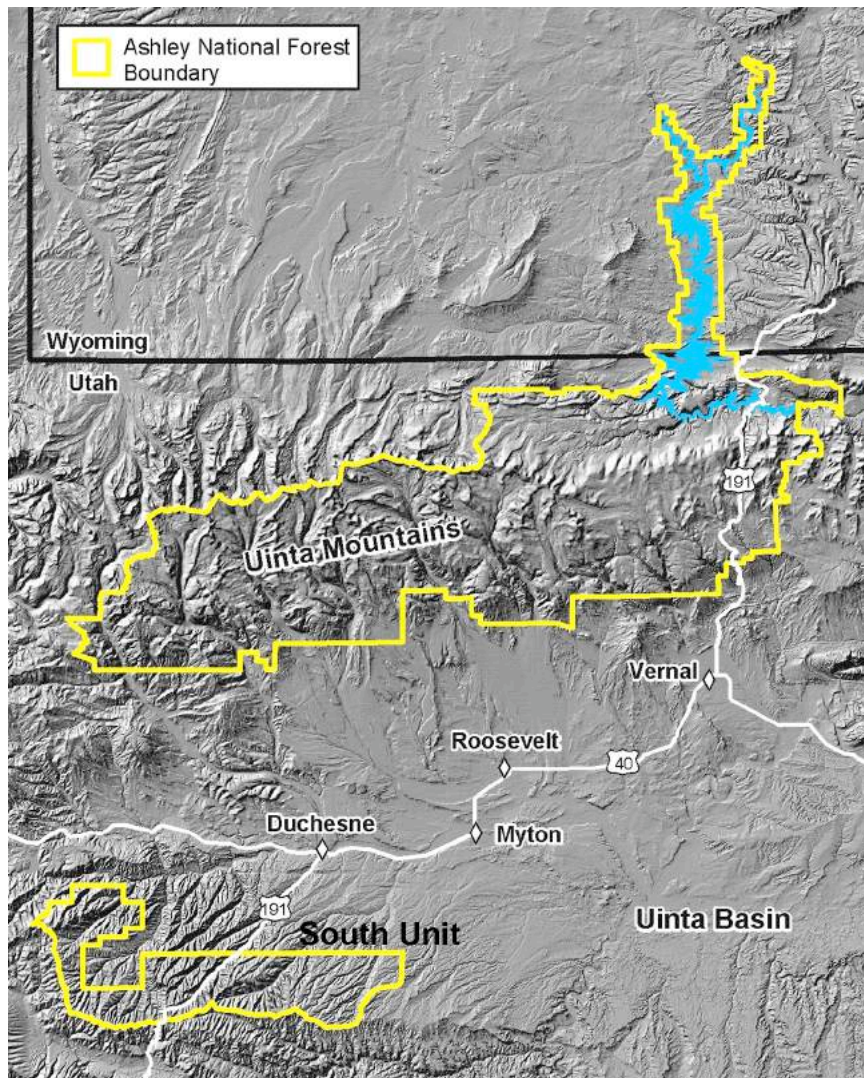 Ashley National Forest
Boundary
Wyoming
Utah
191
Uinta Mountains
Vernal
Roosevelt
40
Duchesne
Myton
191
South Unit
Uinta Basin